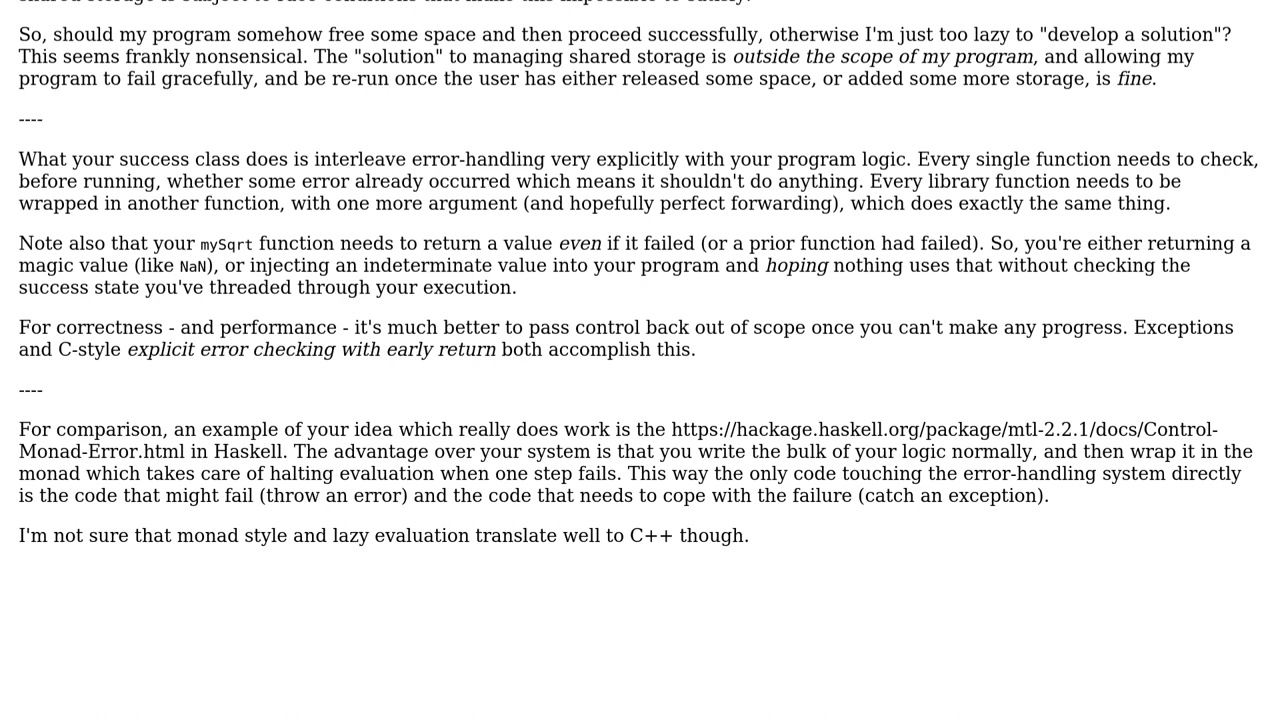 So, should my program somehow free some space and then proceed successfully, otherwise I'm just too lazy to "develop a solution"?
This seems frankly nonsensical. The "solution" to managing shared storage is outside the scope of my program, and allowing my
program to fail gracefully, and be re-run once the user has either released some space, or added some more storage, is fine.
----
What your success class does is interleave error-handling very explicitly with your program logic. Every single function needs to check,
before running, whether some error already occurred which means it shouldn't do anything. Every library function needs to be
wrapped in another function, with one more argument (and hopefully perfect forwarding), which does exactly the same thing.
Note also that your mySqrt function needs to return a value even if it failed (or a prior function had failed). So, you're either returning a
magic value (like NaN), or injecting an indeterminate value into your program and hoping nothing uses that without checking the
success state you've threaded through your execution.
For correctness - and performance - it's much better to pass control back out of scope once you can't make any progress. Exceptions
and C-style explicit error checking with early return both accomplish this.
----
For comparison, an example of your idea which really does work is the https://hackage.haskell.org/package/mtl-2.2.1/docs/Control-
Monad-Error.html in Haskell. The advantage over your system is that you write the bulk of your logic normally, and then wrap it in the
monad which takes care of halting evaluation when one step fails. This way the only code touching the error-handling system directly
is the code that might fail (throw an error) and the code that needs to cope with the failure (catch an exception).
I'm not sure that monad style and lazy evaluation translate well to C++ though.